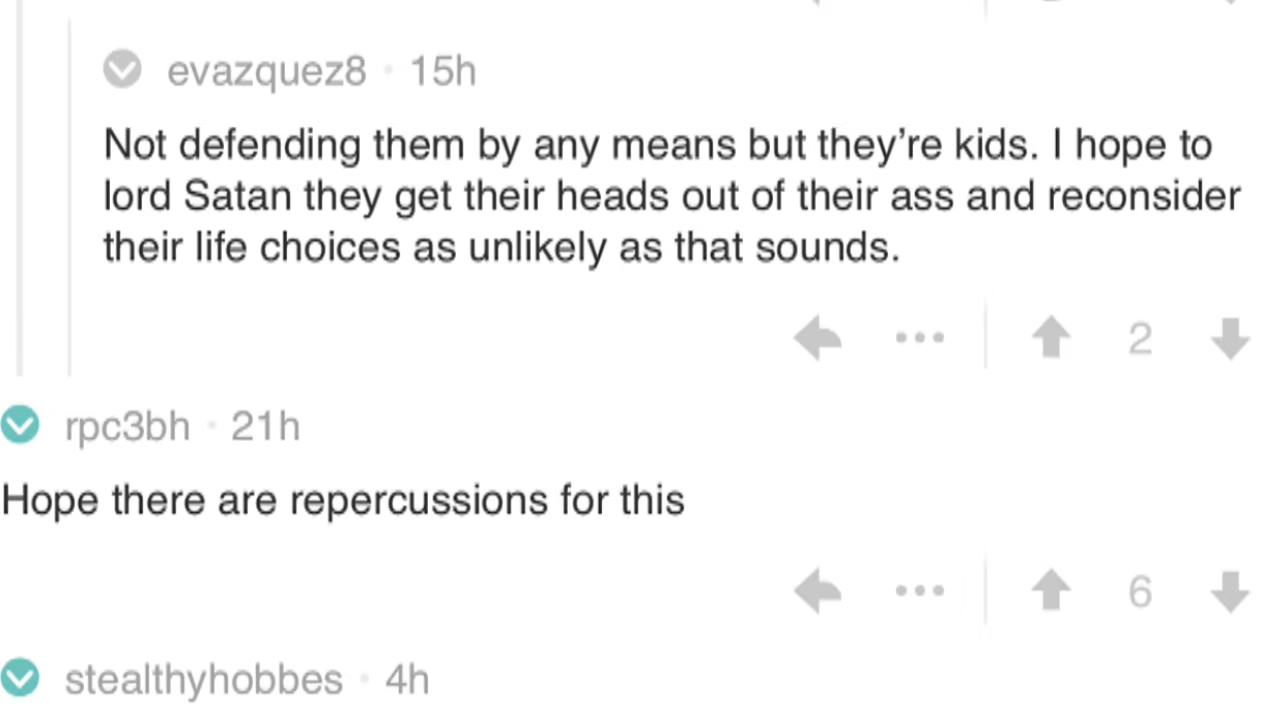 evazquez8 · 15h
Not defending them by any means but they’re kids. I hope to
lord Satan they get their heads out of their ass and reconsider
their life choices as unlikely as that sounds.
2
rpc3bh · 21h
Hope there are repercussions for this
6
stealthyhobbes · 4h